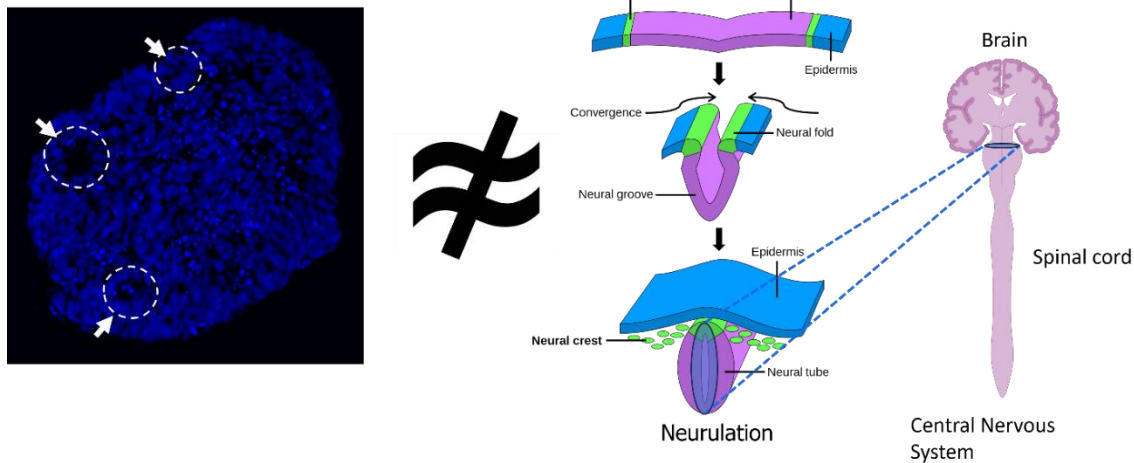 Epidermis
Convergence
Neural fold
Neural groove
Epidermis
Neural crest
Neural tube
Neurulation
Brain
Spinal cord
Central Nervous
System